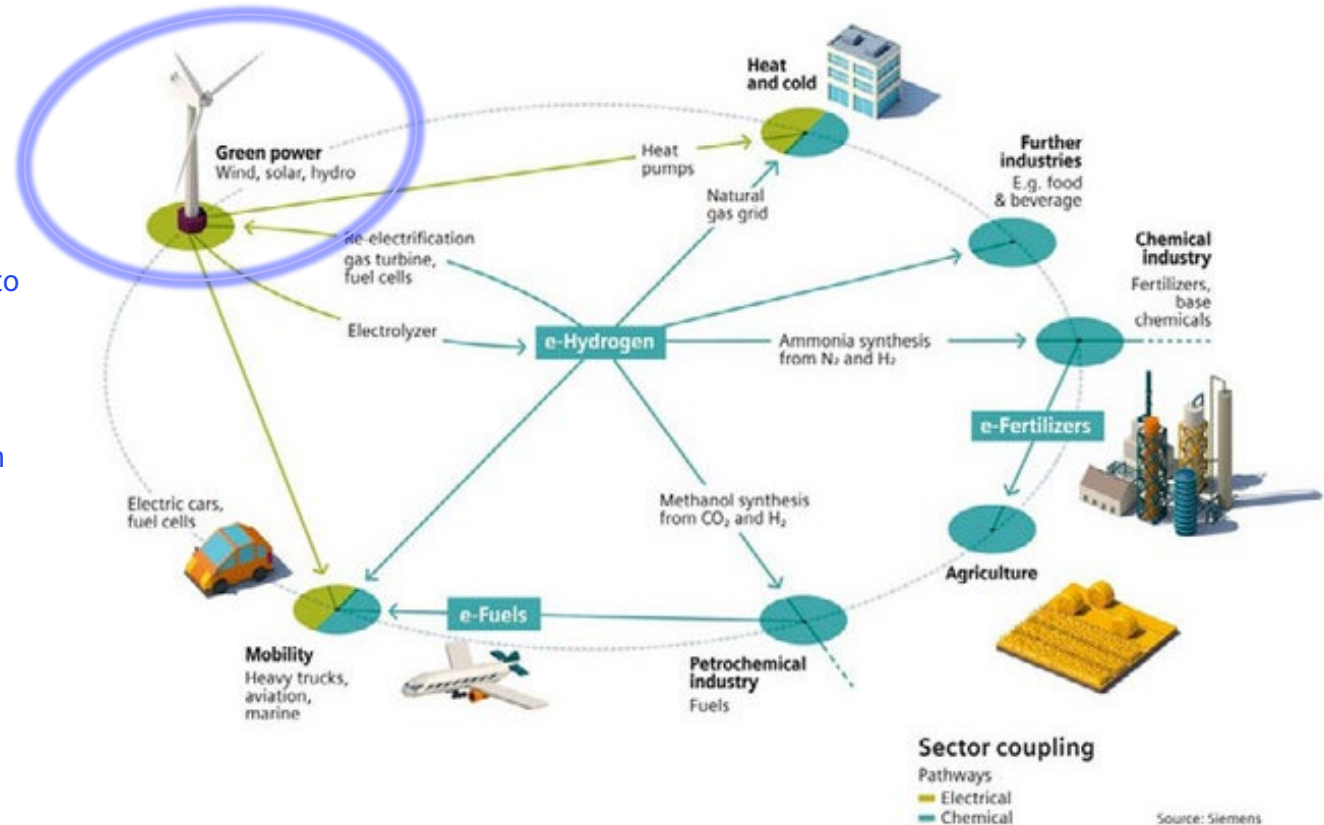 Heat
and cold
Green power
Wind, solar, hydro
Heat
pumps
Further
industries
E.g. food
& beverage
Natural
gas grid
Chemical
industry
Fertilizers,
base
chemicals
Re-electrification
gas turbine,
fuel cells
to
Electrolyzer
e-Hydrogen
Ammonia synthesis
from N₂ and H₂
e-Fertilizers
Electric cars,
fuel cells
Methanol synthesis
from CO₂ and H₂
Agriculture
e-Fuels
Mobility
Heavy trucks,
aviation,
marine
Petrochemical
industry
Fuels
Sector coupling
Pathways
Electrical
Chemical
Source: Siemens